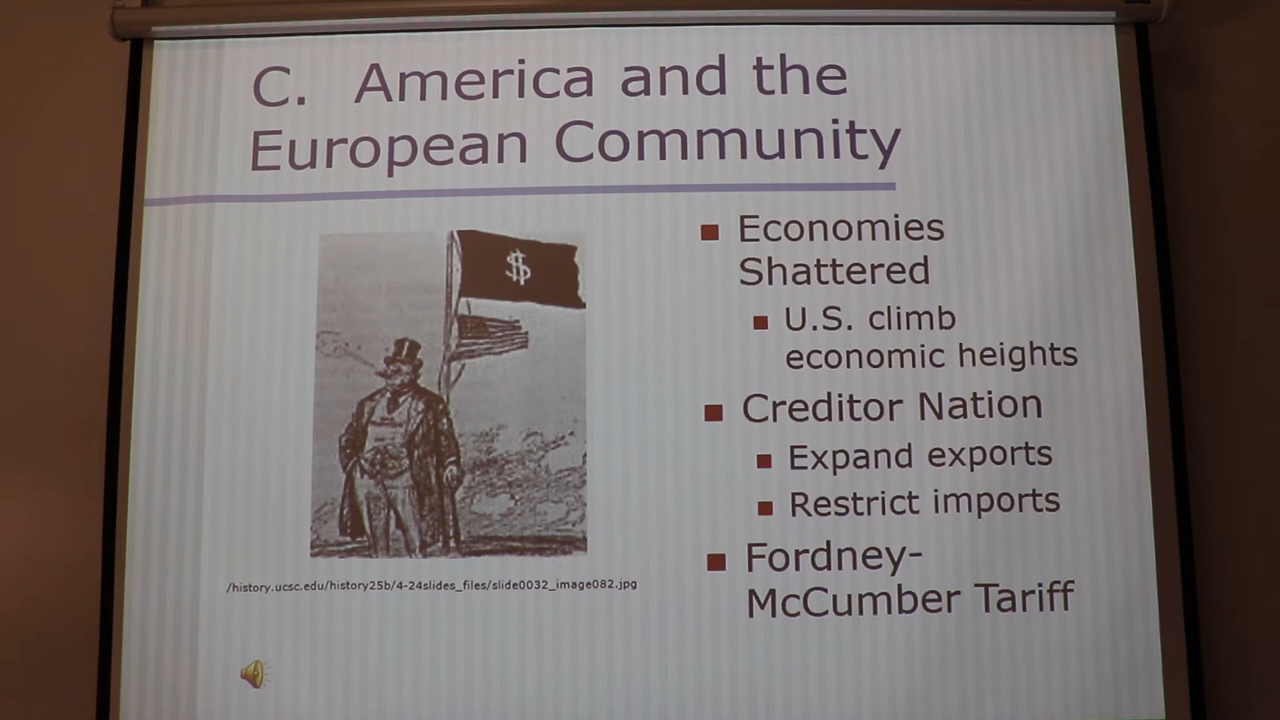 C. America and the
European Community
$
Economies
Shattered
U.S. climb
economic heights
Creditor Nation
Expand exports
Restrict imports
Fordney-
McCumber Tariff
/history.ucsc.edu/history25b/4-24slides_files/slide0032_image082.jpg